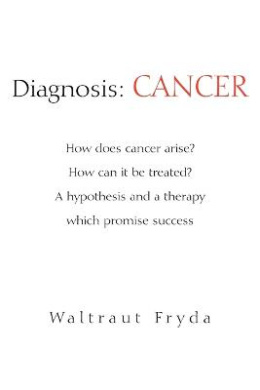 Diagnosis: CANCER
How does cancer arise?
How can it be treated?
A hypothesis and a therapy
which promise success
Waltraut Fryda